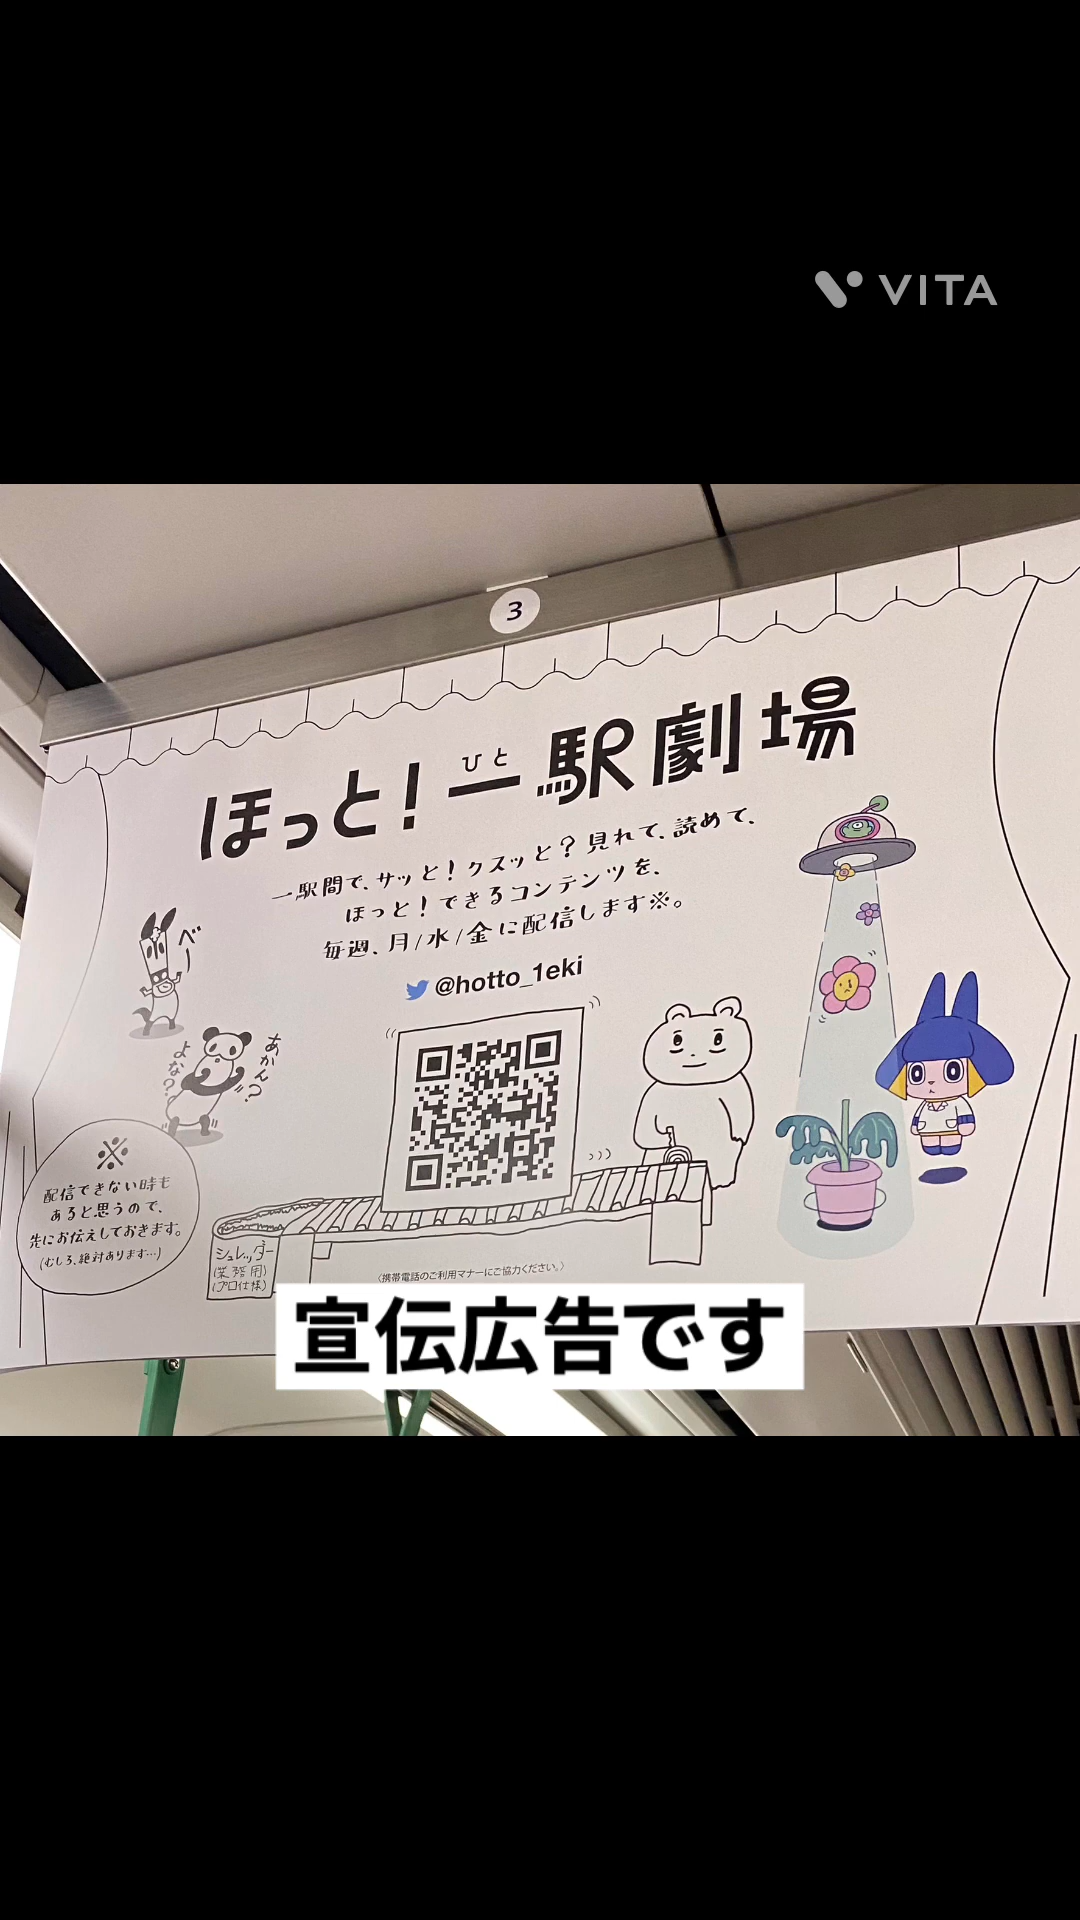 VITA
3
ほっと!一駅劇場
ひと
一駅間で、サッと!クスッと?見れて、読めて、
ほっと!できるコンテンツを、
毎週、月/水/金に配信します※。
@hotto_1eki
べー
あかん?
よな?
※
配信できない時も
あると思うので、
先にお伝えしておきます。
(むしろ、絶対あります…)
シュレッダー
(業務用)
(プロ仕様)
〈携帯電話のご利用マナーにご協力ください。〉
宣伝広告です